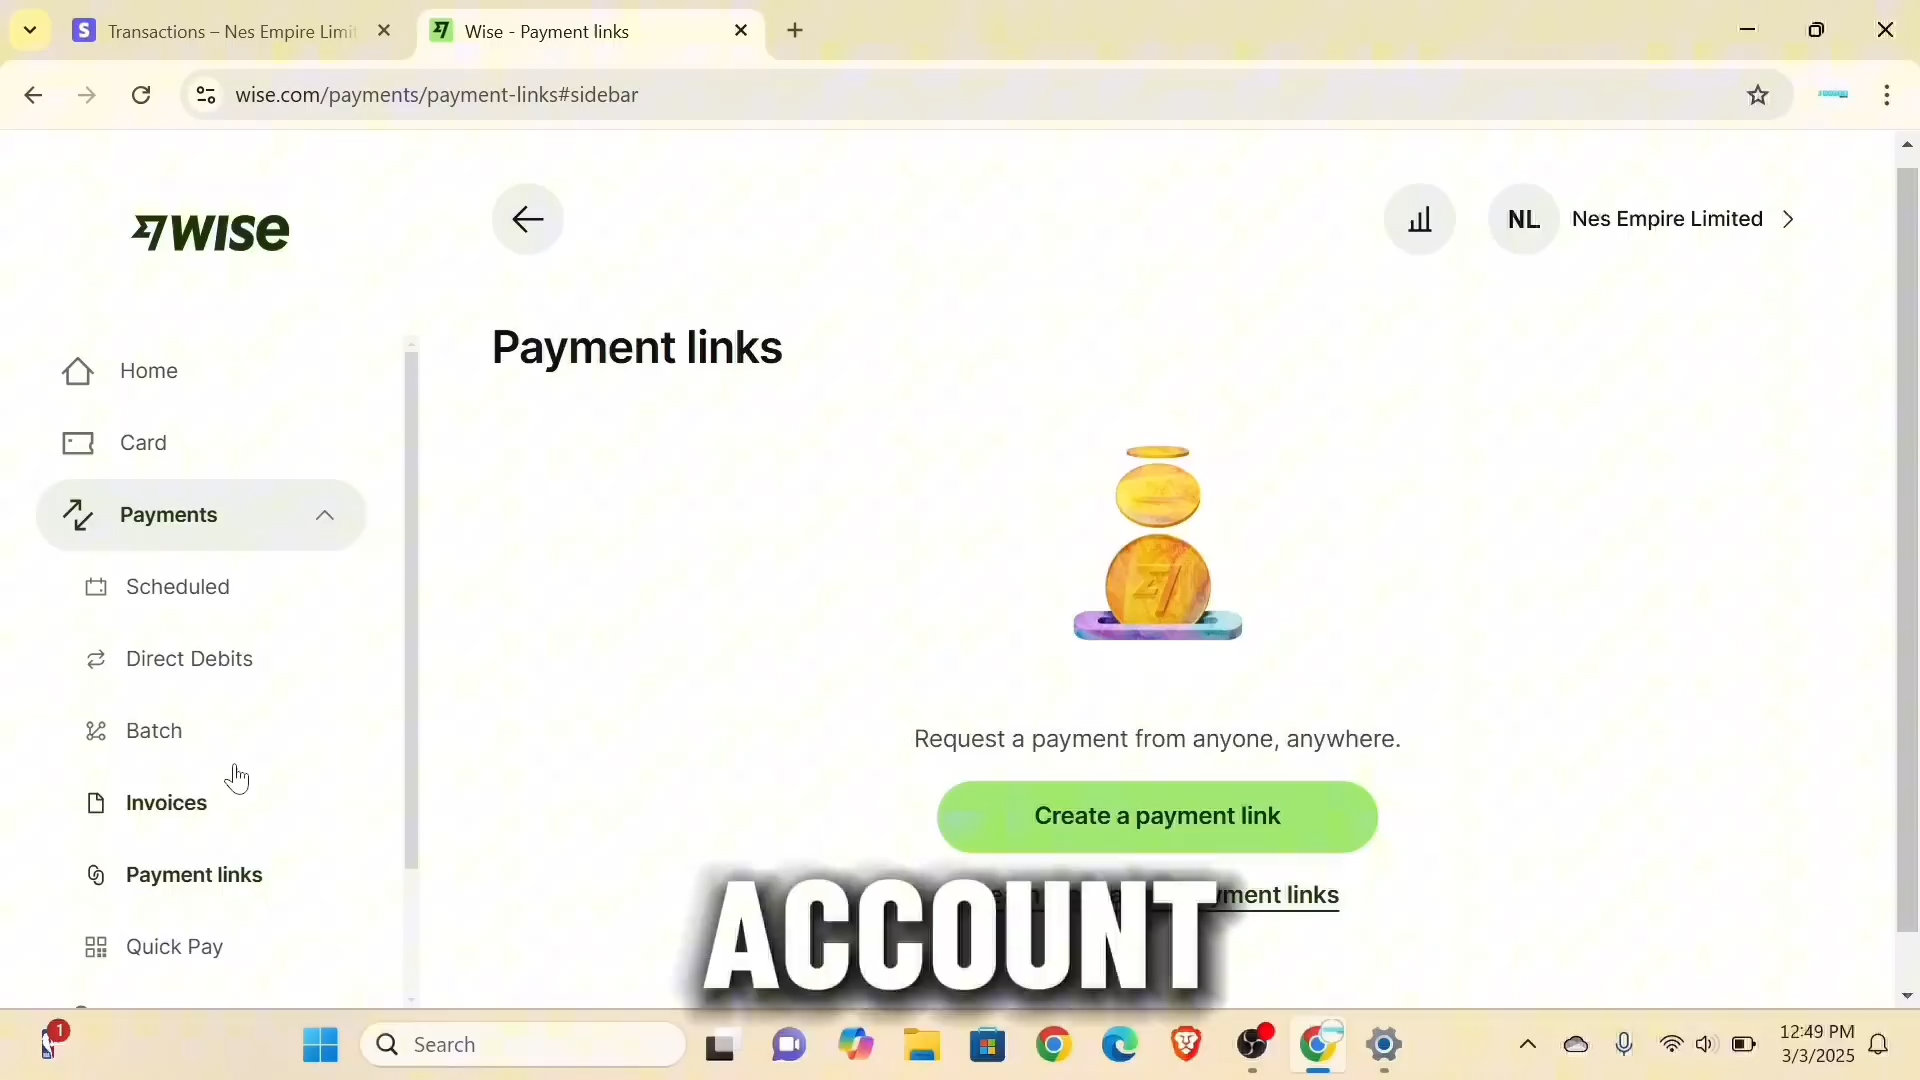 Transactions – Nes Empire Limit
Wise - Payment links
wise.com/payments/payment-links#sidebar
WISE
NL
Nes Empire Limited
Payment links
Home
Card
Payments
Scheduled
Direct Debits
Batch
Invoices
Payment links
Quick Pay
Request a payment from anyone, anywhere.
Create a payment link
links
ACCOUNT
1
Search
12:49 PM
3/3/2025